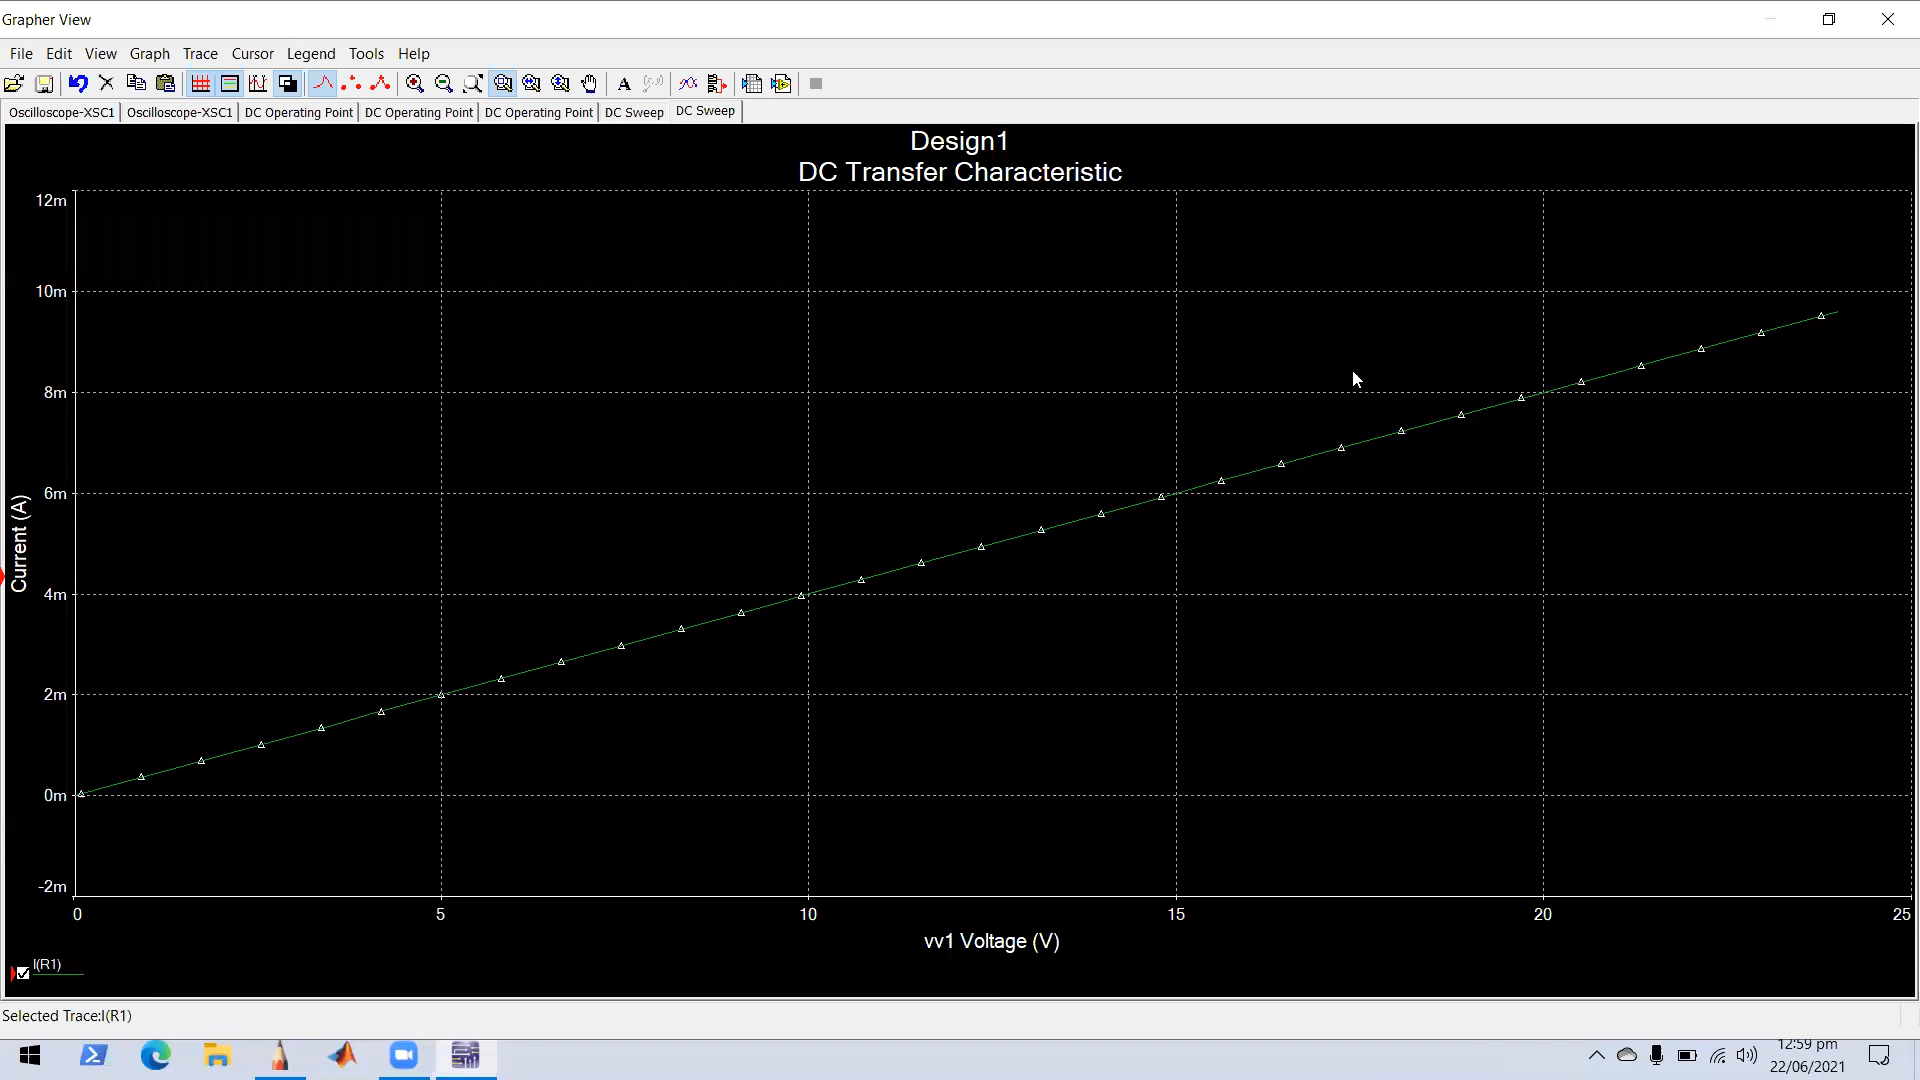 Grapher View
File Edit View Graph Trace Cursor Legend Tools Help
Oscilloscope-XSC1 Oscilloscope-XSC1 DC Operating Point DC Operating Point DC Operating Point DC Sweep DC Sweep
Design1
DC Transfer Characteristic
12m
10m
8m
6m
4m
2m
0m
-2m
Current (A)
0 5 10 15 20 25
vv1 Voltage (V)
I(R1)
Selected Trace:I(R1)
12:59 pm
22/06/2021